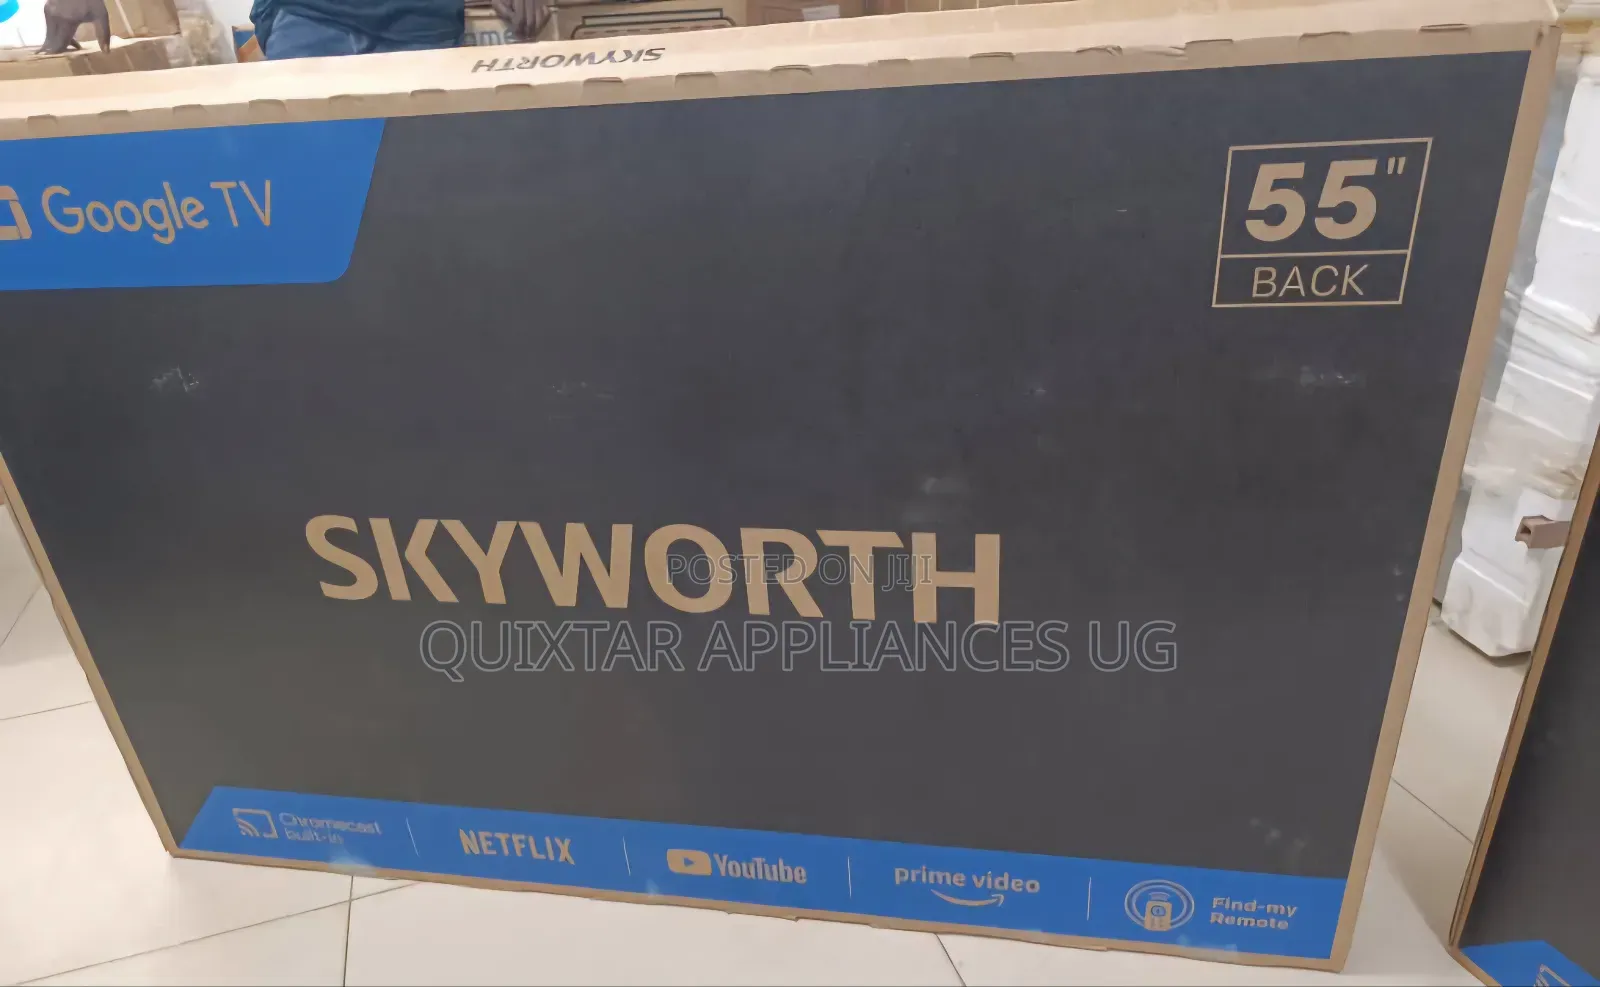 SKYWORTH
Google TV
55"
BACK
SKYWORTH
POSTED ON JIJI
QUIXTAR APPLIANCES UG
Chromecast
built-in
NETFLIX
YouTube
prime video
Find-my
Remote